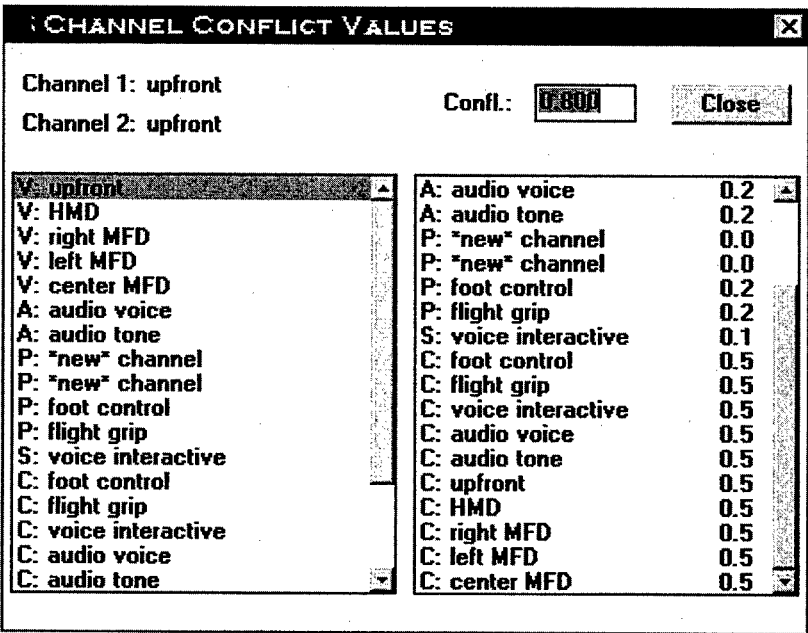 CHANNEL CONFLICT VALUES
Channel 1: upfront
Channel 2: upfront
Confl.: 0.800
Close
V: upfront
V: HMD
V: right MFD
V: left MFD
V: center MFD
A: audio voice
A: audio tone
P: *new* channel
P: *new* channel
P: foot control
P: flight grip
S: voice interactive
C: foot control
C: flight grip
C: voice interactive
C: audio voice
C: audio tone
A: audio voice 0.2
A: audio tone 0.2
P: *new* channel 0.0
P: *new* channel 0.0
P: foot control 0.2
P: flight grip 0.2
S: voice interactive 0.1
C: foot control 0.5
C: flight grip 0.5
C: voice interactive 0.5
C: audio voice 0.5
C: audio tone 0.5
C: upfront 0.5
C: HMD 0.5
C: right MFD 0.5
C: left MFD 0.5
C: center MFD 0.5